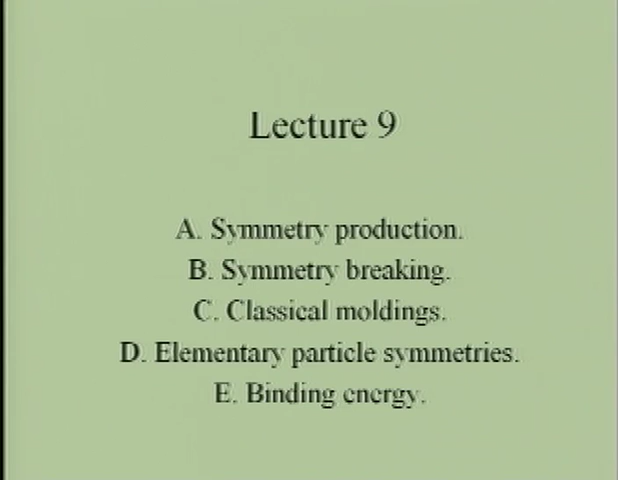 Lecture 9
A. Symmetry production.
B. Symmetry breaking.
C. Classical moldings.
D. Elementary particle symmetries.
E. Binding energy.